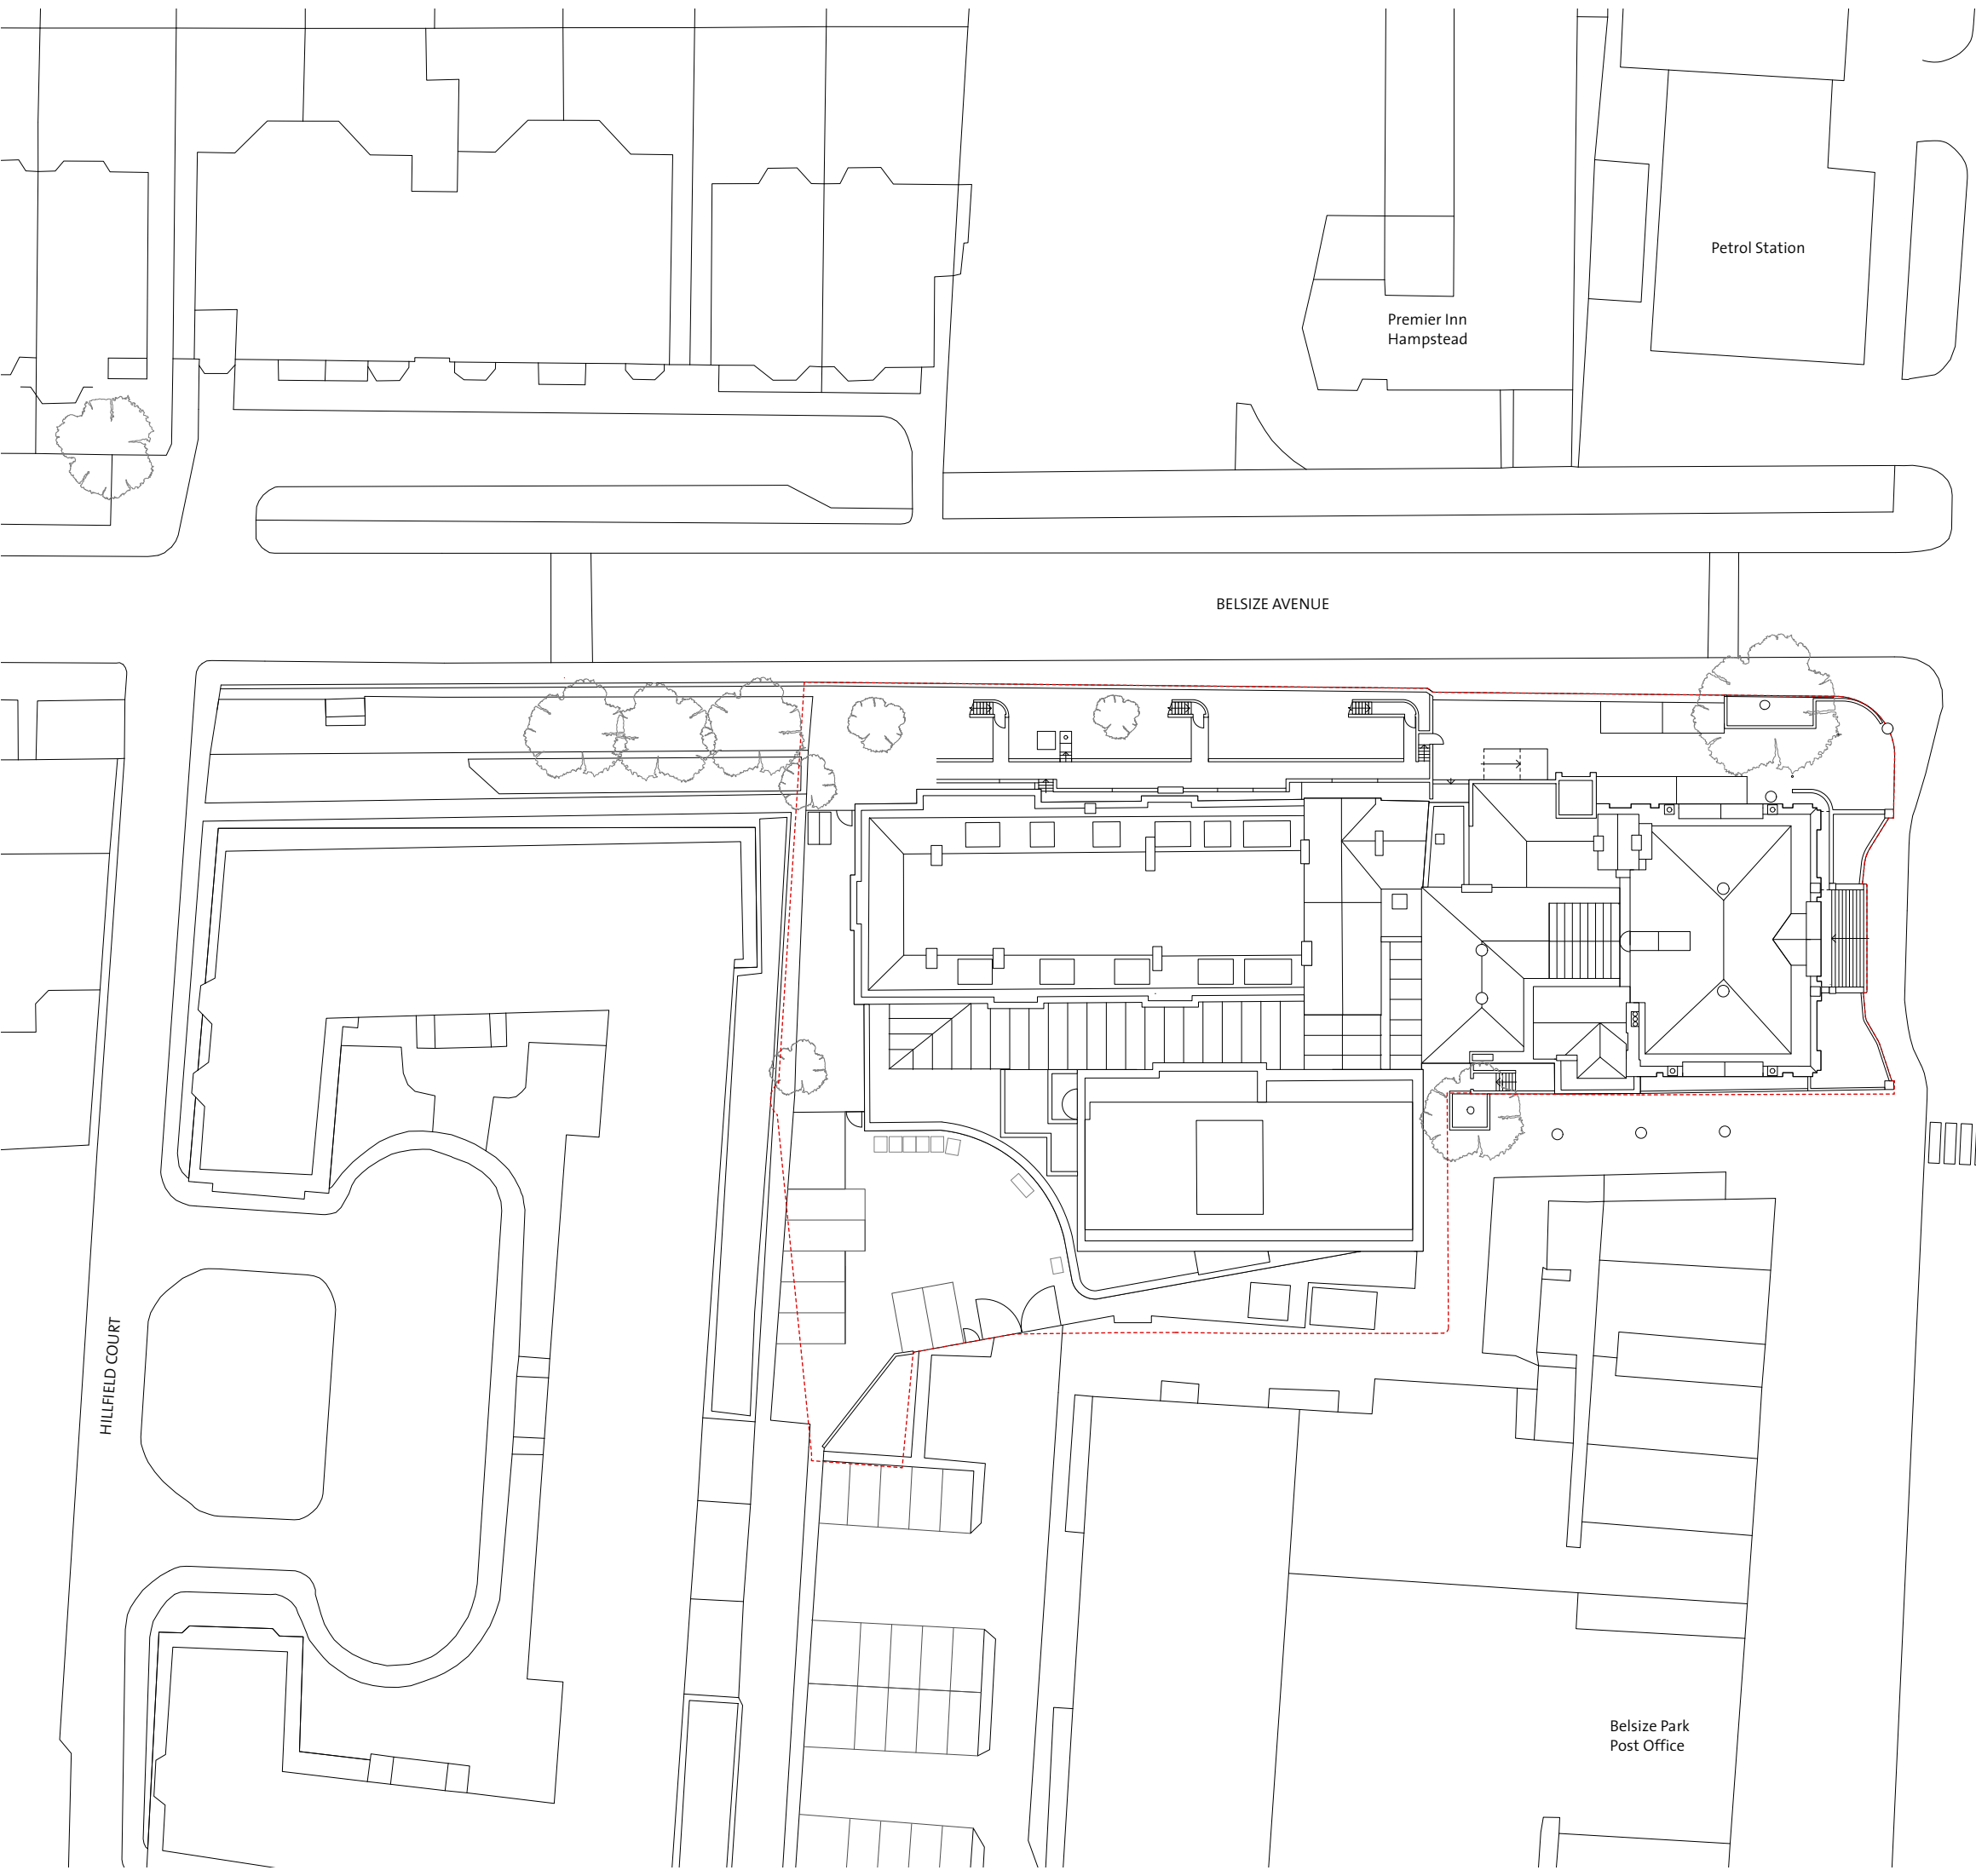 Petrol Station
Premier Inn
Hampstead
BELSIZE AVENUE
HILLFIELD COURT
Belsize Park
Post Office